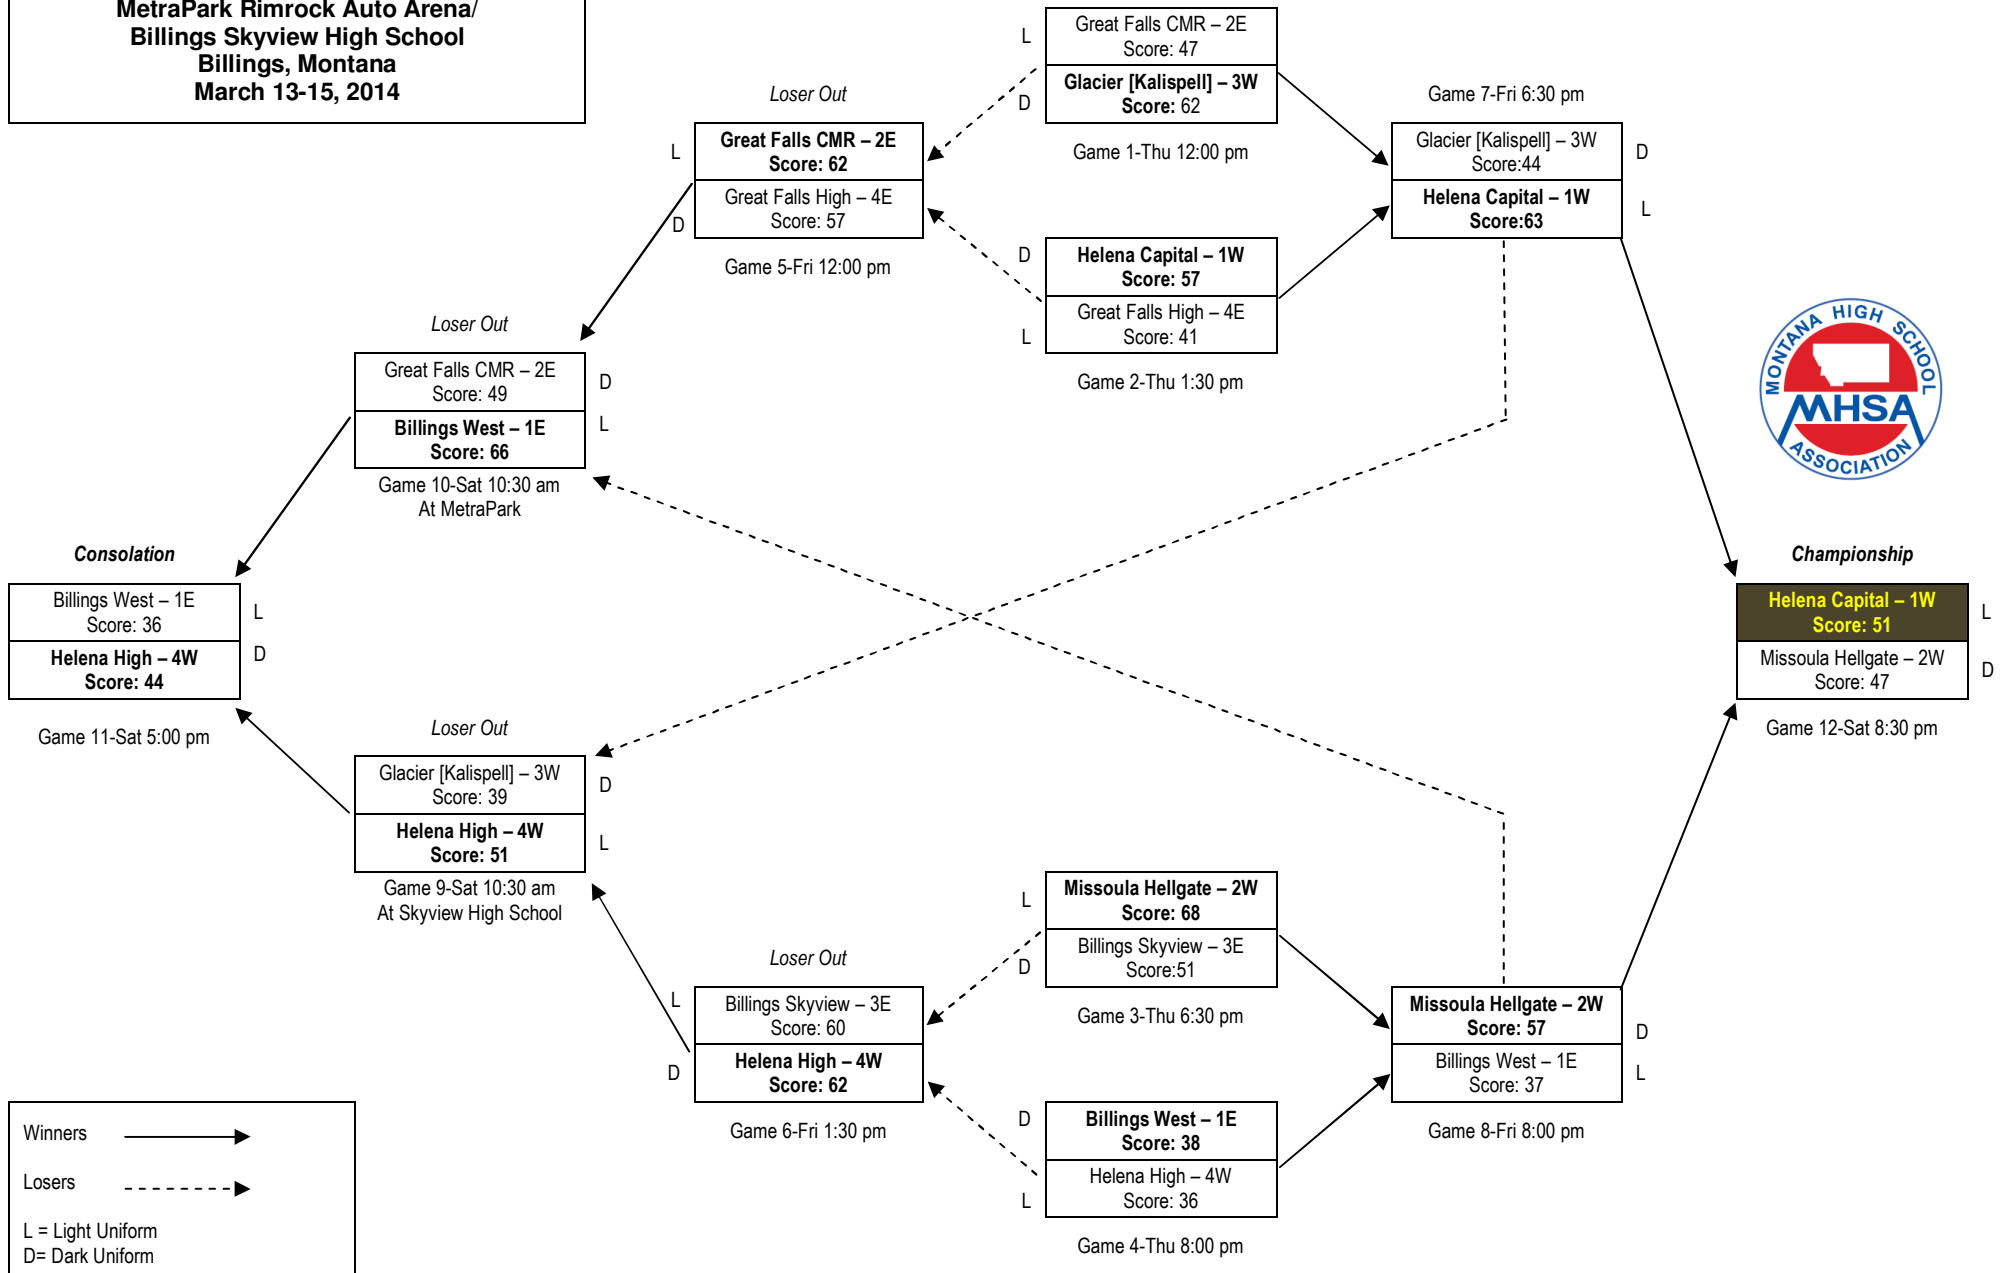 MetraPark Rimrock Auto Arena/
Billings Skyview High School
Billings, Montana
March 13-15, 2014
L
Great Falls CMR – 2E
Score: 47
D
Glacier [Kalispell] – 3W
Score: 62
Game 1-Thu 12:00 pm
D
Helena Capital – 1W
Score: 57
L
Great Falls High – 4E
Score: 41
Game 2-Thu 1:30 pm
Loser Out
L
Great Falls CMR – 2E
Score: 62
D
Great Falls High – 4E
Score: 57
Game 5-Fri 12:00 pm
Game 7-Fri 6:30 pm
Glacier [Kalispell] – 3W
Score:44
D
Helena Capital – 1W
Score:63
L
Loser Out
Great Falls CMR – 2E
Score: 49
D
Billings West – 1E
Score: 66
L
Game 10-Sat 10:30 am
At MetraPark
MONTANA HIGH SCHOOL
MHSA
ASSOCIATION
Consolation
Billings West – 1E
Score: 36
L
Helena High – 4W
Score: 44
D
Game 11-Sat 5:00 pm
Championship
Helena Capital – 1W
Score: 51
L
Missoula Hellgate – 2W
Score: 47
D
Game 12-Sat 8:30 pm
Loser Out
Glacier [Kalispell] – 3W
Score: 39
D
Helena High – 4W
Score: 51
L
Game 9-Sat 10:30 am
At Skyview High School
L
Missoula Hellgate – 2W
Score: 68
D
Billings Skyview – 3E
Score:51
Game 3-Thu 6:30 pm
Loser Out
L
Billings Skyview – 3E
Score: 60
D
Helena High – 4W
Score: 62
Game 6-Fri 1:30 pm
Missoula Hellgate – 2W
Score: 57
D
Billings West – 1E
Score: 37
L
Game 8-Fri 8:00 pm
D
Billings West – 1E
Score: 38
L
Helena High – 4W
Score: 36
Game 4-Thu 8:00 pm
Winners
Losers
L = Light Uniform
D= Dark Uniform